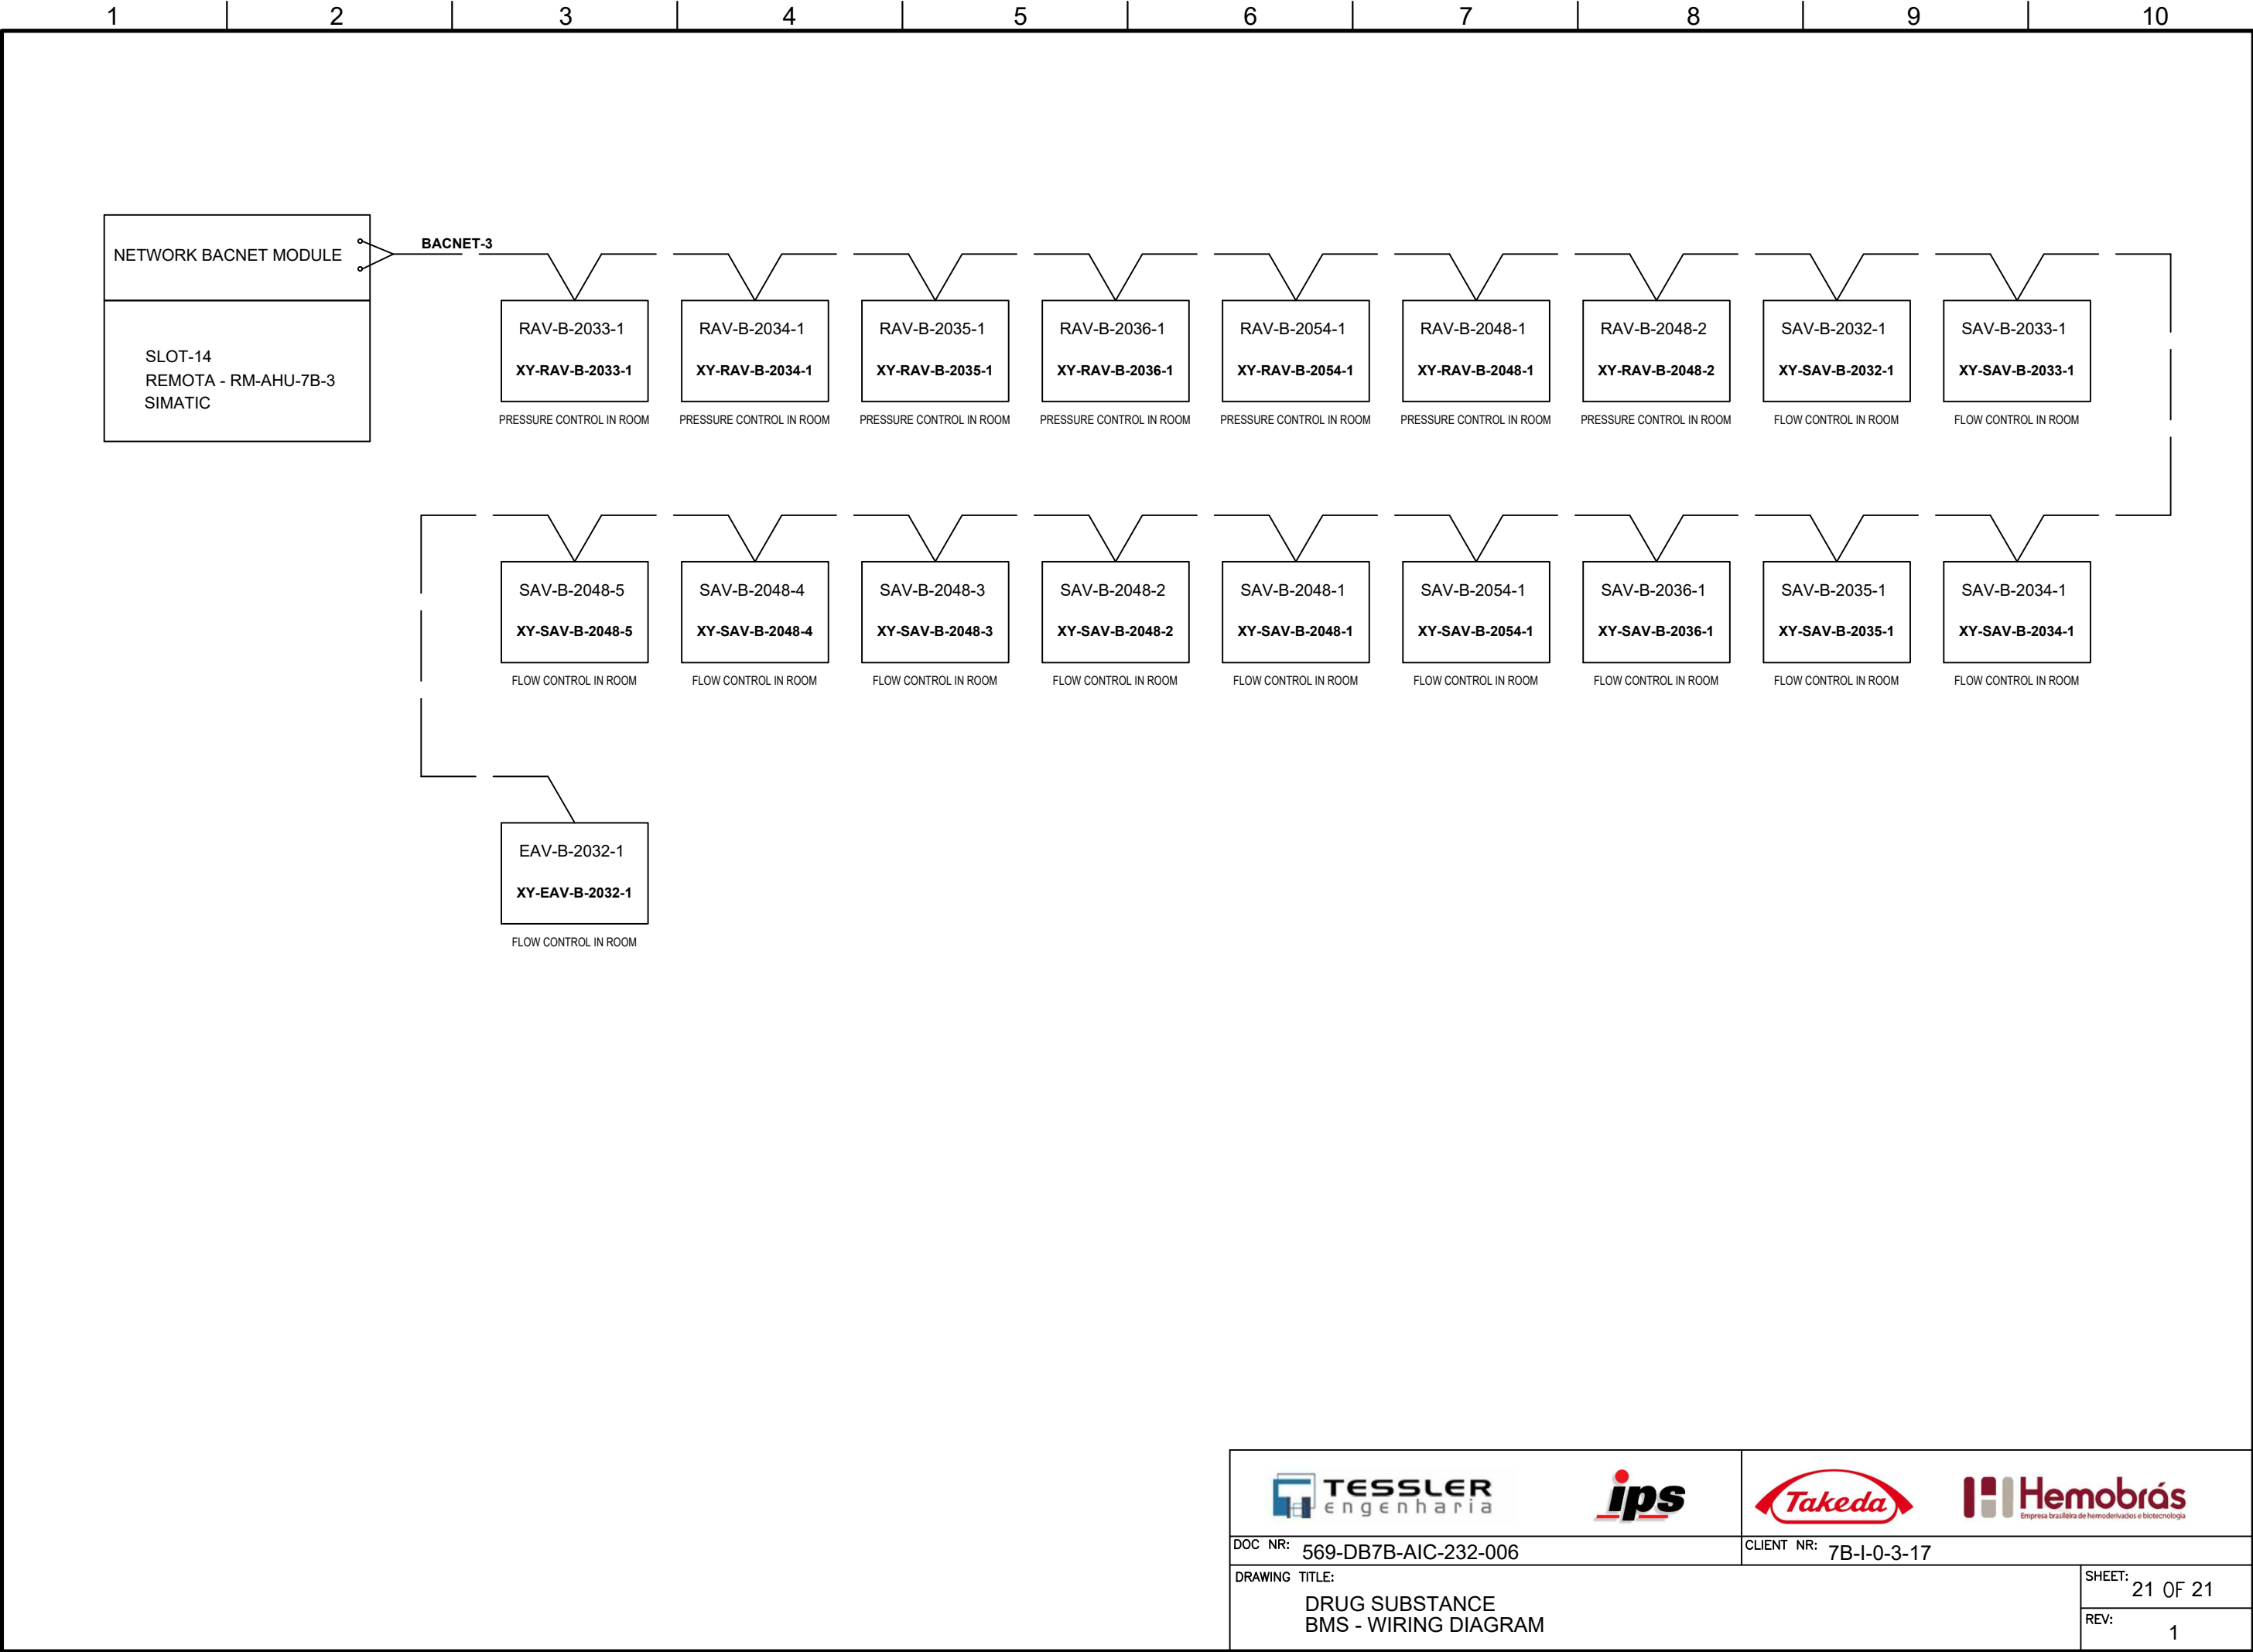 1 2 3 4 5 6 7 8 9 10
NETWORK BACNET MODULE
SLOT-14
REMOTA - RM-AHU-7B-3
SIMATIC
BACNET-3
RAV-B-2033-1
XY-RAV-B-2033-1
PRESSURE CONTROL IN ROOM
RAV-B-2034-1
XY-RAV-B-2034-1
PRESSURE CONTROL IN ROOM
RAV-B-2035-1
XY-RAV-B-2035-1
PRESSURE CONTROL IN ROOM
RAV-B-2036-1
XY-RAV-B-2036-1
PRESSURE CONTROL IN ROOM
RAV-B-2054-1
XY-RAV-B-2054-1
PRESSURE CONTROL IN ROOM
RAV-B-2048-1
XY-RAV-B-2048-1
PRESSURE CONTROL IN ROOM
RAV-B-2048-2
XY-RAV-B-2048-2
PRESSURE CONTROL IN ROOM
SAV-B-2032-1
XY-SAV-B-2032-1
FLOW CONTROL IN ROOM
SAV-B-2033-1
XY-SAV-B-2033-1
FLOW CONTROL IN ROOM
SAV-B-2048-5
XY-SAV-B-2048-5
FLOW CONTROL IN ROOM
SAV-B-2048-4
XY-SAV-B-2048-4
FLOW CONTROL IN ROOM
SAV-B-2048-3
XY-SAV-B-2048-3
FLOW CONTROL IN ROOM
SAV-B-2048-2
XY-SAV-B-2048-2
FLOW CONTROL IN ROOM
SAV-B-2048-1
XY-SAV-B-2048-1
FLOW CONTROL IN ROOM
SAV-B-2054-1
XY-SAV-B-2054-1
FLOW CONTROL IN ROOM
SAV-B-2036-1
XY-SAV-B-2036-1
FLOW CONTROL IN ROOM
SAV-B-2035-1
XY-SAV-B-2035-1
FLOW CONTROL IN ROOM
SAV-B-2034-1
XY-SAV-B-2034-1
FLOW CONTROL IN ROOM
EAV-B-2032-1
XY-EAV-B-2032-1
FLOW CONTROL IN ROOM
TESSLER
engenharia
ips
Takeda
Hemobrás
Empresa brasileira de hemoderivados e biotecnologia
DOC NR: 569-DB7B-AIC-232-006
CLIENT NR: 7B-I-0-3-17
DRAWING TITLE:
DRUG SUBSTANCE
BMS - WIRING DIAGRAM
SHEET: 21 OF 21
REV: 1